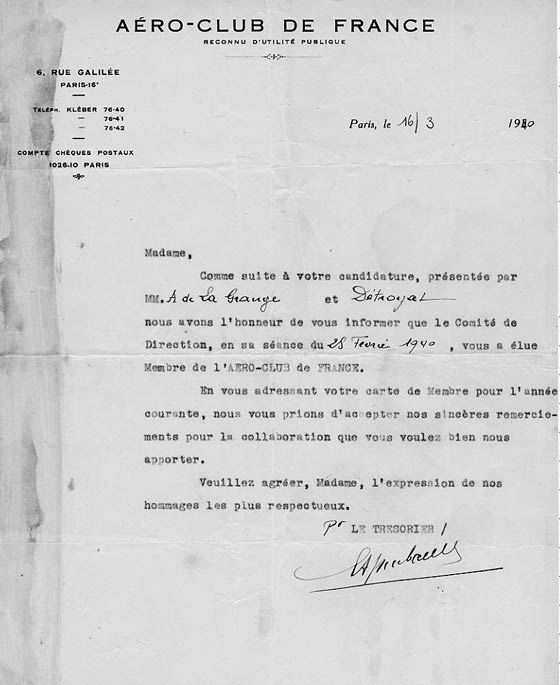 AÉRO-CLUB DE FRANCE
RECONNU D'UTILITÉ PUBLIQUE
6, RUE GALILÉE
PARIS-16e
TÉLÉPH. KLÉBER 76-40
— 76-41
— 76-42
COMPTE CHÈQUES POSTAUX
1026-10 PARIS
Paris, le 16/3 1940
Madame,
Comme suite à votre candidature, présentée par
MM. A de La Grange et Détroyat
nous avons l'honneur de vous informer que le Comité de
Direction, en sa séance du 28 Février 1940, vous a élue
Membre de l'AERO-CLUB de FRANCE.
En vous adressant votre carte de Membre pour l'année
courante, nous vous prions d'accepter nos sincères remercie-
ments pour la collaboration que vous voulez bien nous
apporter.
Veuillez agréer, Madame, l'expression de nos
hommages les plus respectueux.
Pr LE TRESORIER /